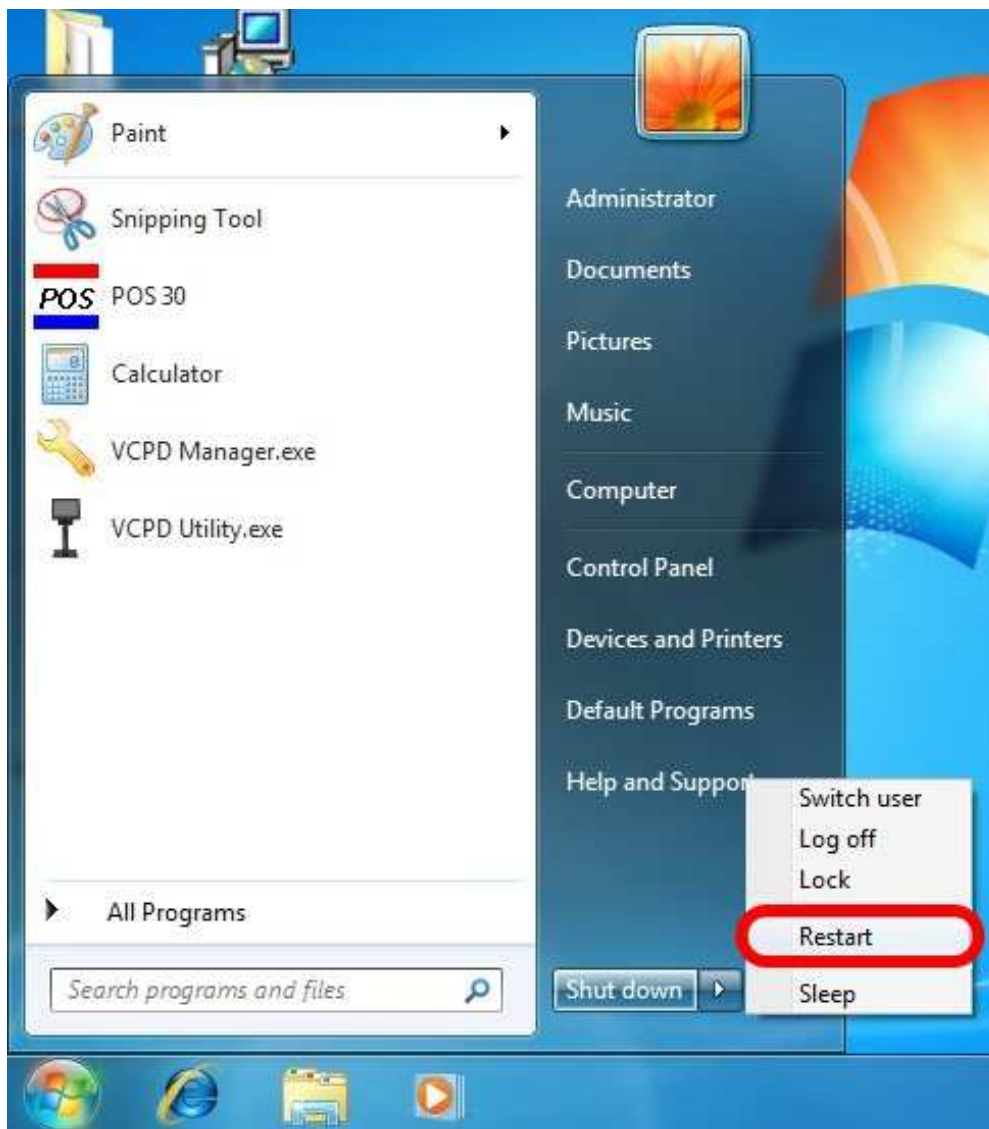 Paint
Snipping Tool
POS
POS 30
Calculator
VCPD Manager.exe
VCPD Utility.exe
All Programs
Search programs and files
Administrator
Documents
Pictures
Music
Computer
Control Panel
Devices and Printers
Default Programs
Help and Suppor
Shut down
Switch user
Log off
Lock
Restart
Sleep